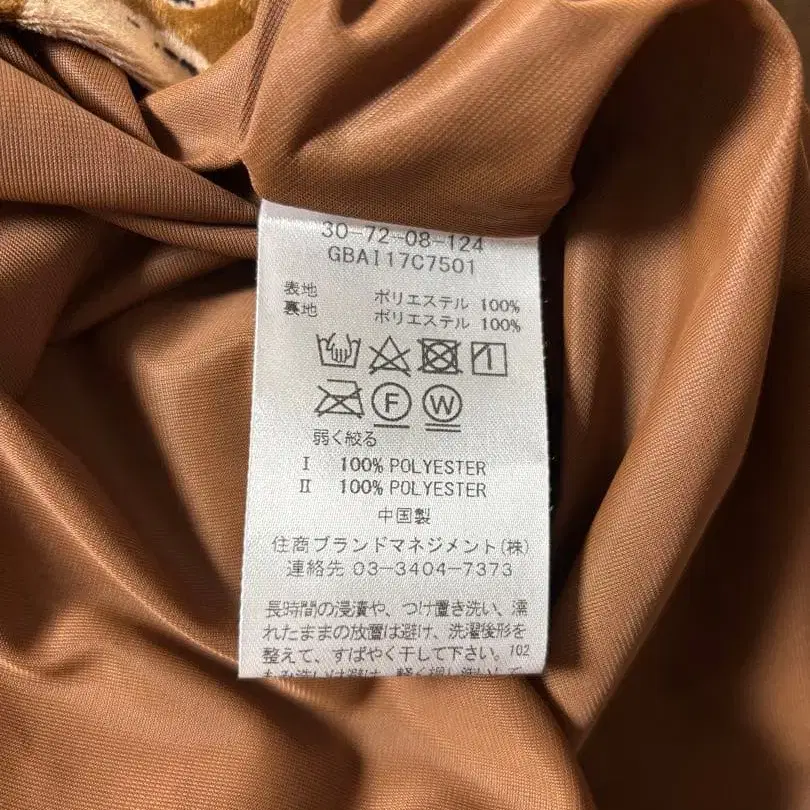 30-72-08-124
GBAI17C7501
表地 ポリエステル 100%
裏地 ポリエステル 100%
F W
弱く絞る
I 100% POLYESTER
II 100% POLYESTER
中国製
住商ブランドマネジメント(株)
連絡先 03-3404-7373
長時間の浸漬や、つけ置き洗い、濡
れたままの放置は避け、洗濯後形を
整えて、すばやく干して下さい。102